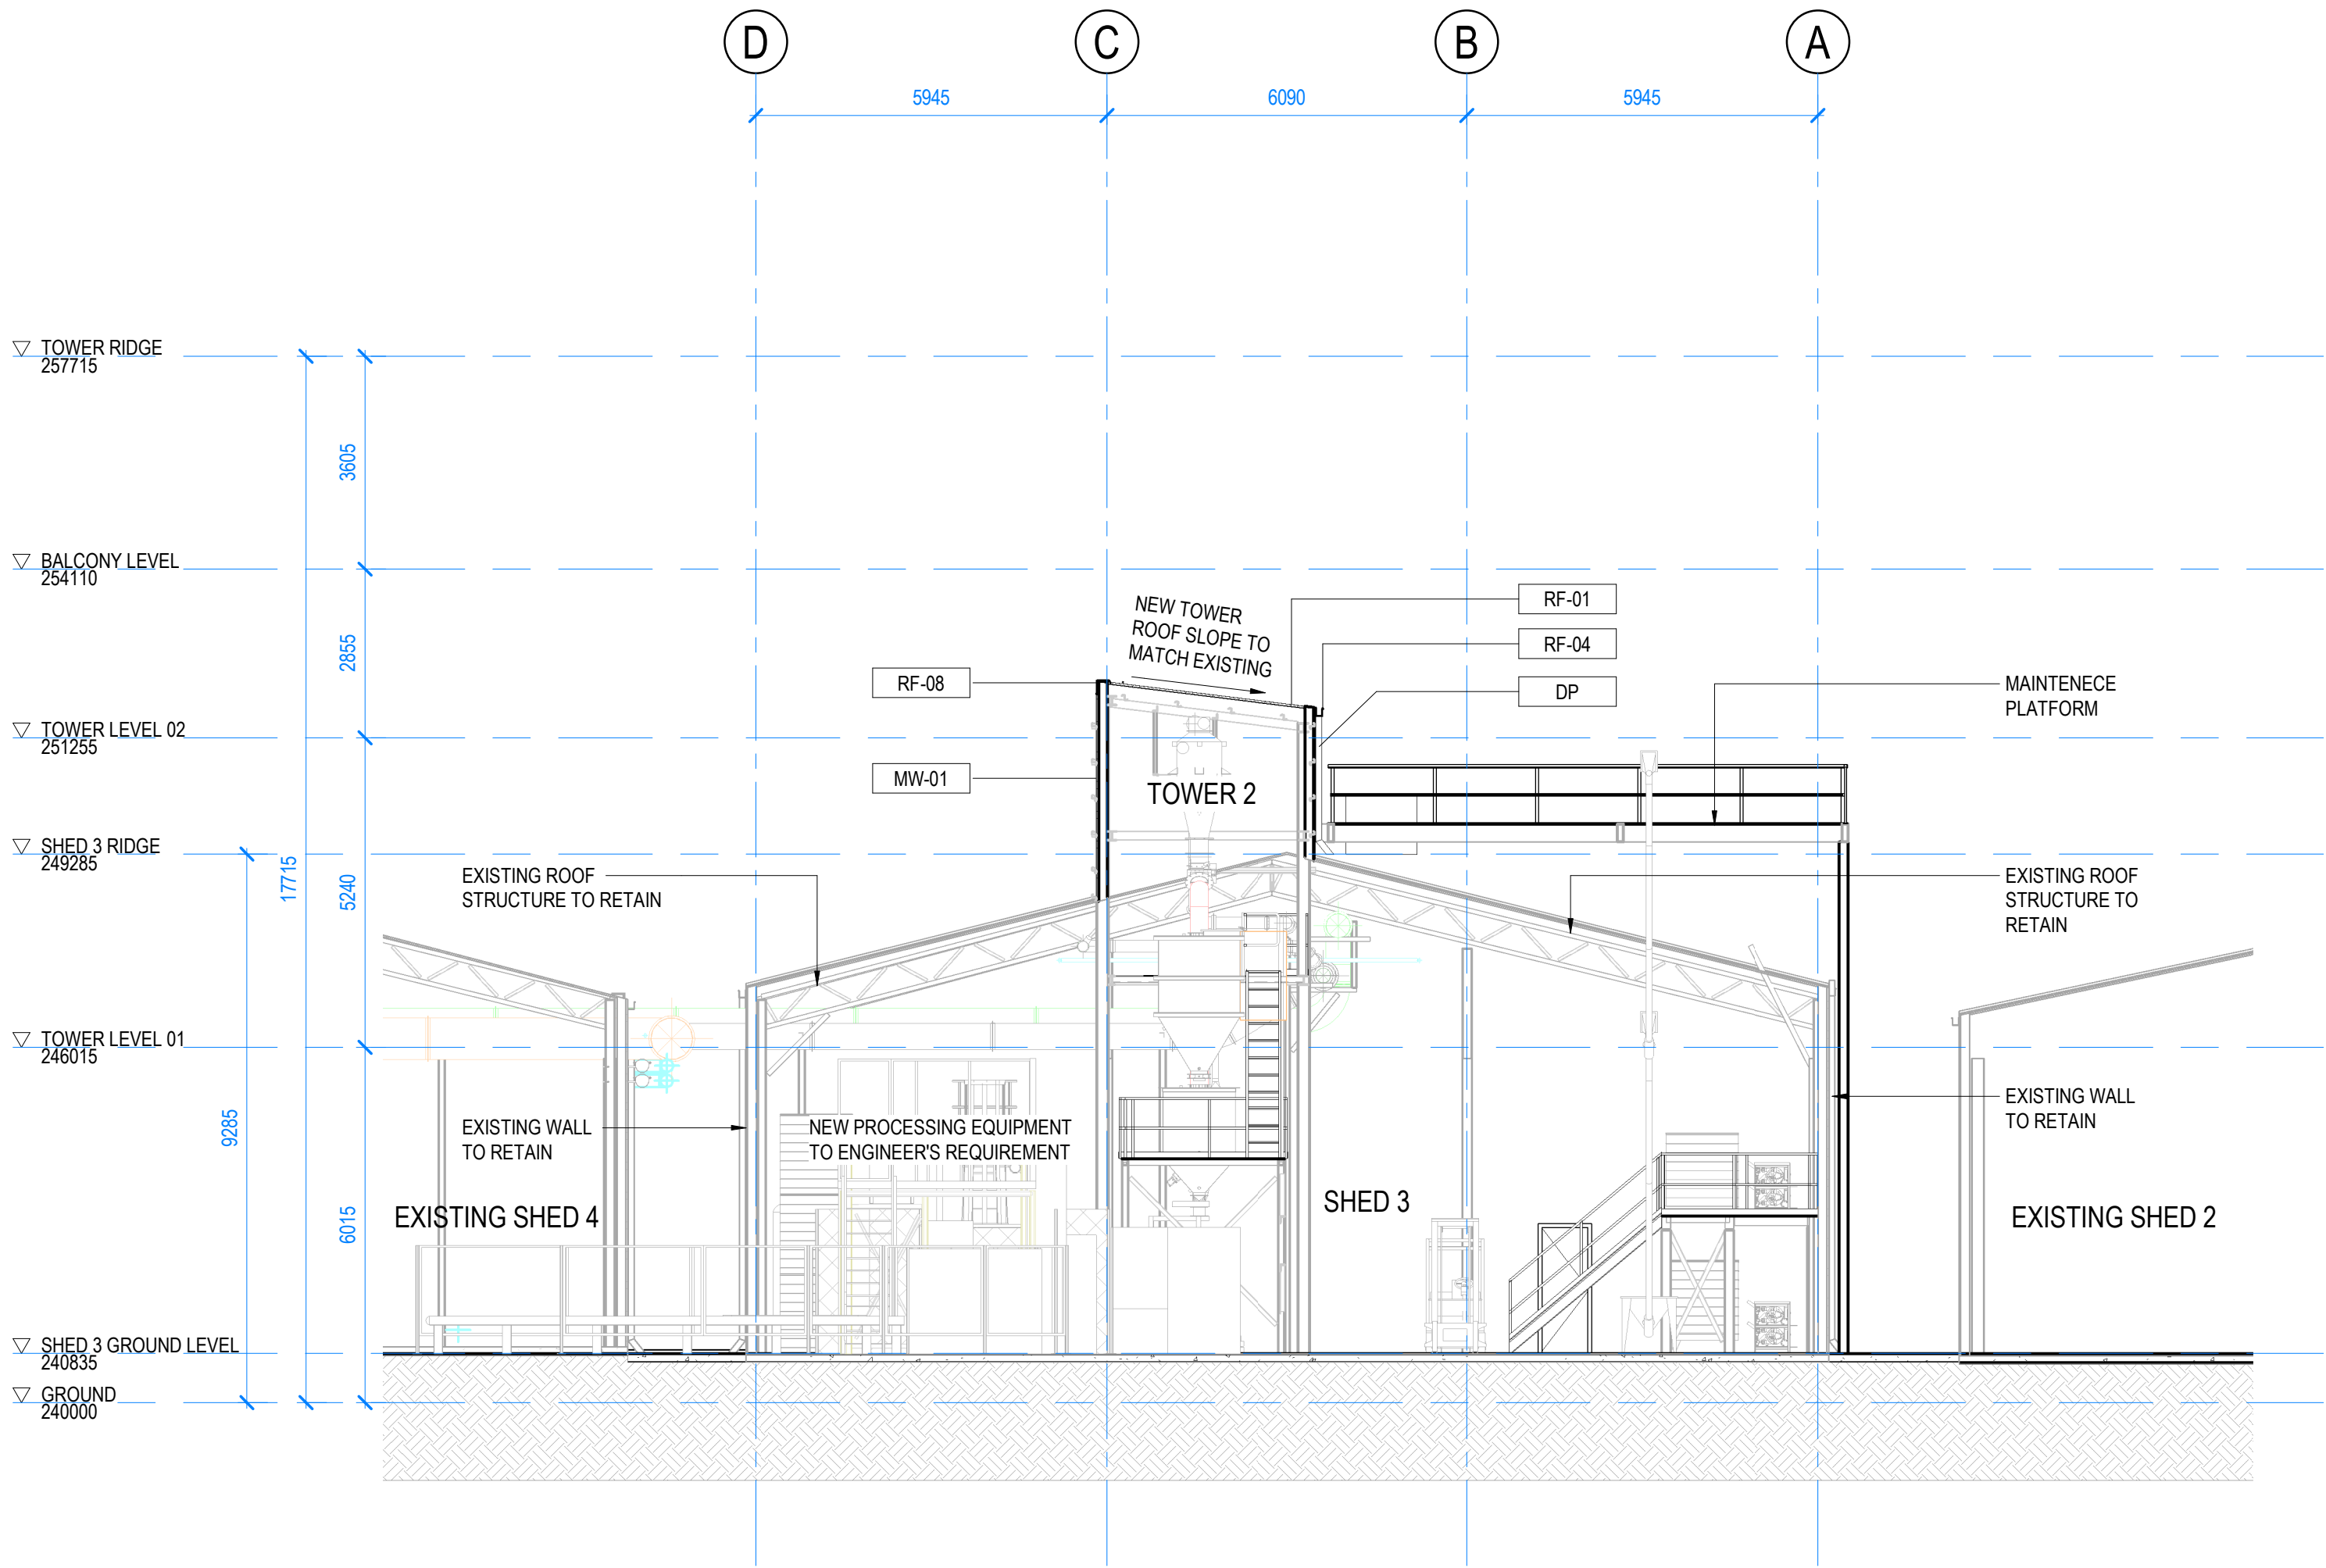 D
C
B
A
5945
6090
5945
TOWER RIDGE
257715
3605
BALCONY LEVEL
254110
NEW TOWER
ROOF SLOPE TO
MATCH EXISTING
RF-01
RF-04
DP
RF-08
MW-01
2855
MAINTENECE
PLATFORM
TOWER LEVEL 02
251255
TOWER 2
SHED 3 RIDGE
249285
17715
5240
EXISTING ROOF
STRUCTURE TO RETAIN
EXISTING ROOF
STRUCTURE TO
RETAIN
TOWER LEVEL 01
246015
9285
EXISTING WALL
TO RETAIN
NEW PROCESSING EQUIPMENT
TO ENGINEER'S REQUIREMENT
EXISTING WALL
TO RETAIN
6015
EXISTING SHED 4
SHED 3
EXISTING SHED 2
SHED 3 GROUND LEVEL
240835
GROUND
240000